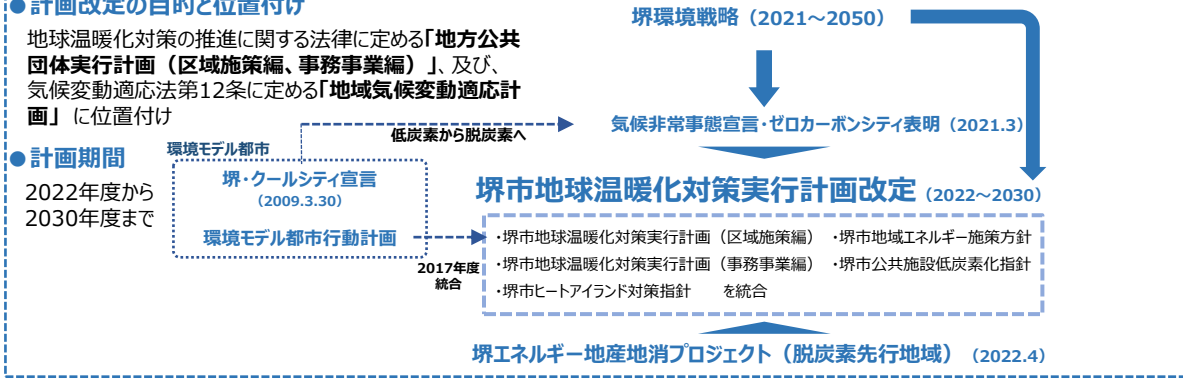 ●計画改定の目的と位置付け
地球温暖化対策の推進に関する法律に定める「地方公共
団体実行計画（区域施策編、事務事業編）」、及び、
気候変動適応法第12条に定める「地域気候変動適応計
画」に位置付け
●計画期間
2022年度から
2030年度まで
環境モデル都市
堺・クールシティ宣言
(2009.3.30)
環境モデル都市行動計画
低炭素から脱炭素へ
2017年度
統合
堺環境戦略（2021～2050）
気候非常事態宣言・ゼロカーボンシティ表明（2021.3）
堺市地球温暖化対策実行計画改定（2022～2030）
・堺市地球温暖化対策実行計画（区域施策編） ・堺市地域エネルギー施策方針
・堺市地球温暖化対策実行計画（事務事業編） ・堺市公共施設低炭素化指針
・堺市ヒートアイランド対策指針 を統合
堺エネルギー地産地消プロジェクト（脱炭素先行地域）（2022.4）